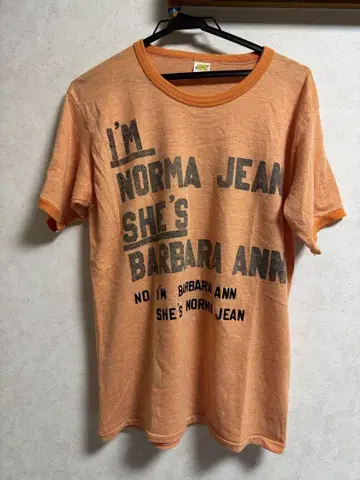 I'M
NORMA JEAN
SHE'S
BARBARA ANN
NO I'M BARBARA ANN
SHE'S NORMA JEAN